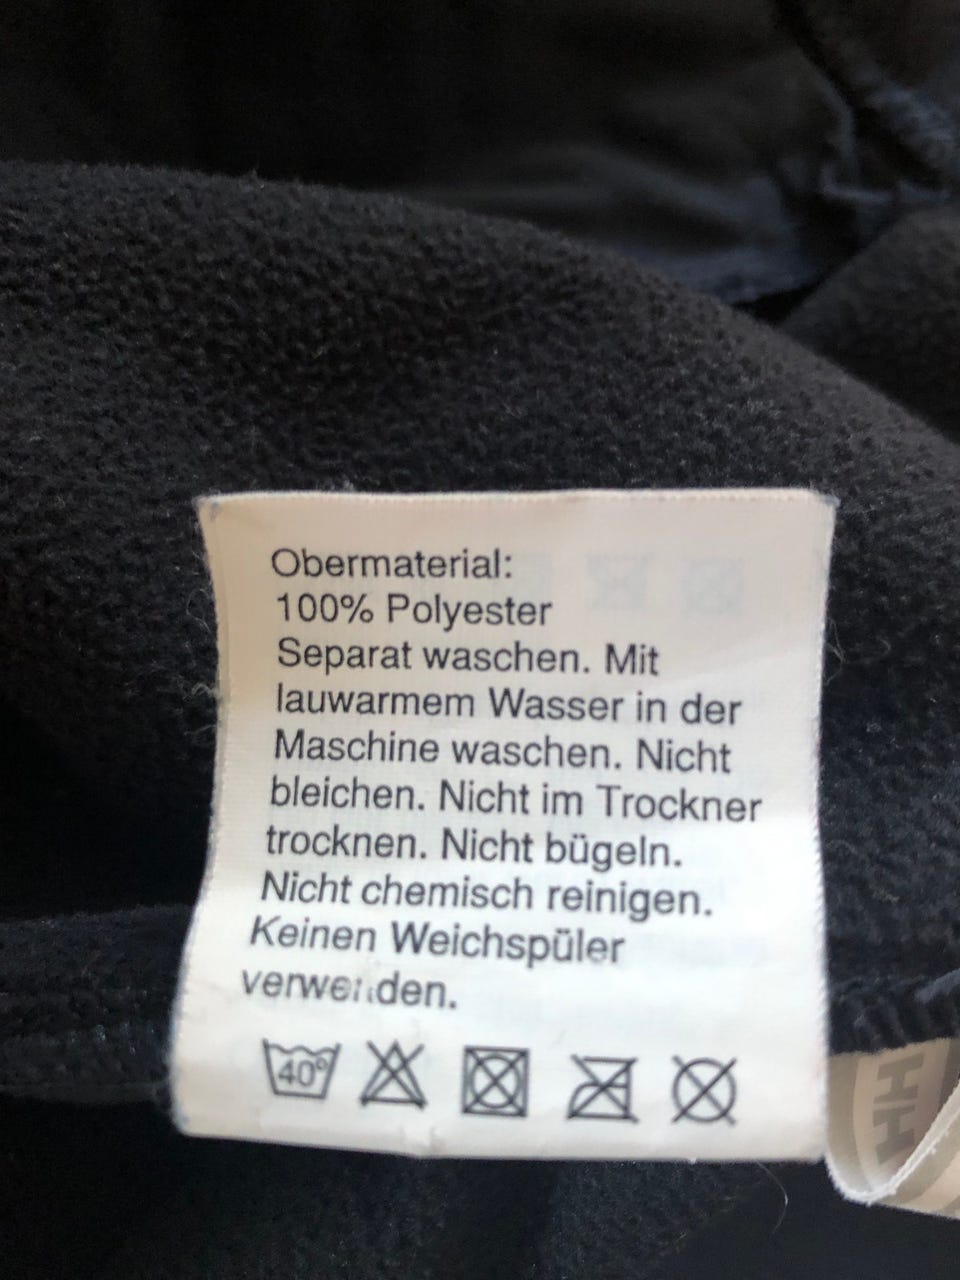 Obermaterial:
100% Polyester
Separat waschen. Mit
lauwarmem Wasser in der
Maschine waschen. Nicht
bleichen. Nicht im Trockner
trocknen. Nicht bügeln.
Nicht chemisch reinigen.
Keinen Weichspüler
verwenden.
40°
HH